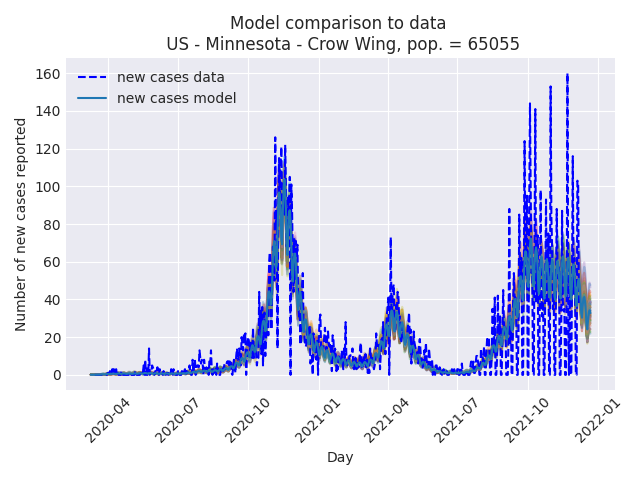 Model comparison to data
US - Minnesota - Crow Wing, pop. = 65055
new cases data
new cases model
Number of new cases reported
160
140
120
100
80
60
40
20
0
2020-04
2020-07
2020-10
2021-01
2021-04
2021-07
2021-10
2022-01
Day